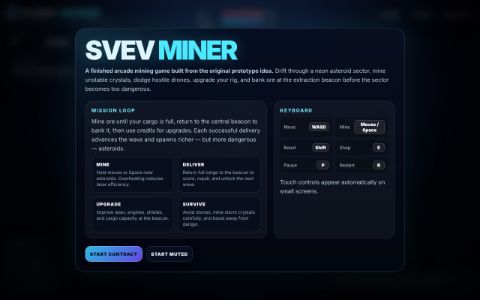 SVEV MINER
A finished arcade mining game built from the original prototype idea. Drift through a neon asteroid sector, mine
unstable crystals, dodge hostile drones, upgrade your rig, and bank ore at the extraction beacon before the sector
becomes too dangerous.
MISSION LOOP
Mine ore until your cargo is full, return to the central beacon to
bank it, then use credits for upgrades. Each successful delivery
advances the wave and spawns richer — but more dangerous
— asteroids.
MINE
Hold mouse or Space near
asteroids. Overheating reduces
laser efficiency.
DELIVER
Return full cargo to the beacon to
score, repair, and unlock the next
wave.
UPGRADE
Improve laser, engines, shields,
and cargo capacity at the beacon.
SURVIVE
Avoid drones, mine storm crystals
carefully, and boost away from
danger.
KEYBOARD
Move WASD Mine Mouse /
Space
Boost Shift Shop E
Pause P Restart R
Touch controls appear automatically on
small screens.
START CONTRACT START MUTED